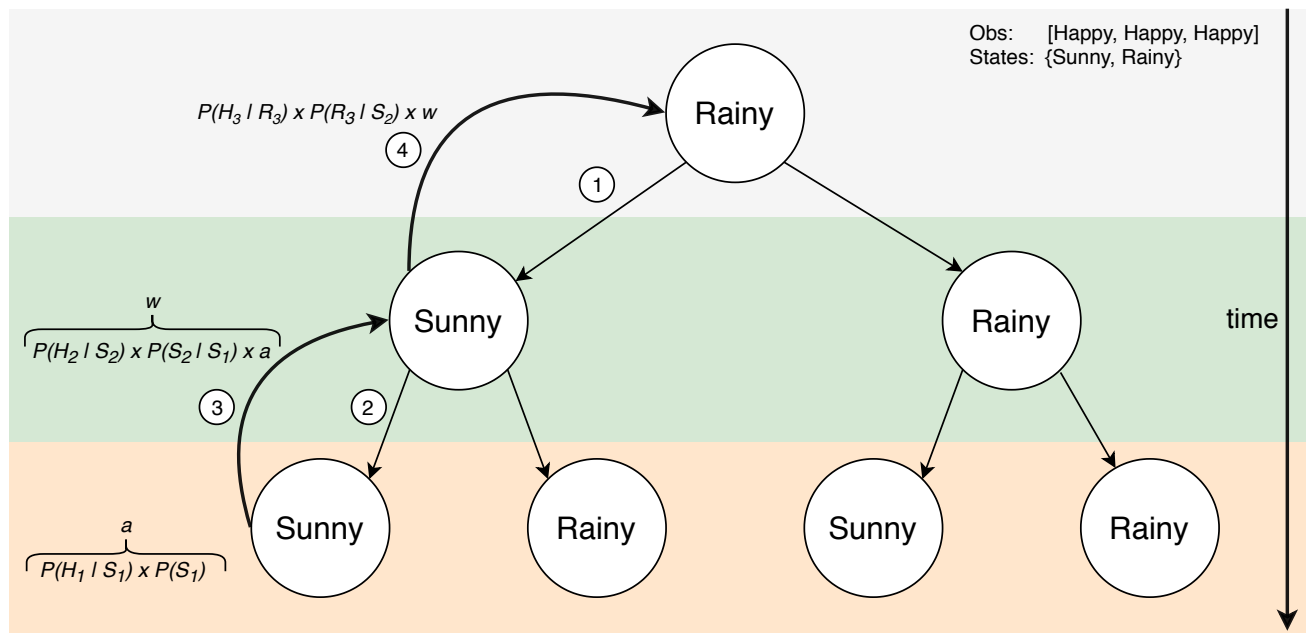 Obs: [Happy, Happy, Happy]
States: {Sunny, Rainy}
Rainy
P(H₃ | R₃) x P(R₃ | S₂) x w
4
1
Sunny
Rainy
time
w
P(H₂ | S₂) x P(S₂ | S₁) x a
3
2
Sunny
Rainy
Sunny
Rainy
a
P(H₁ | S₁) x P(S₁)